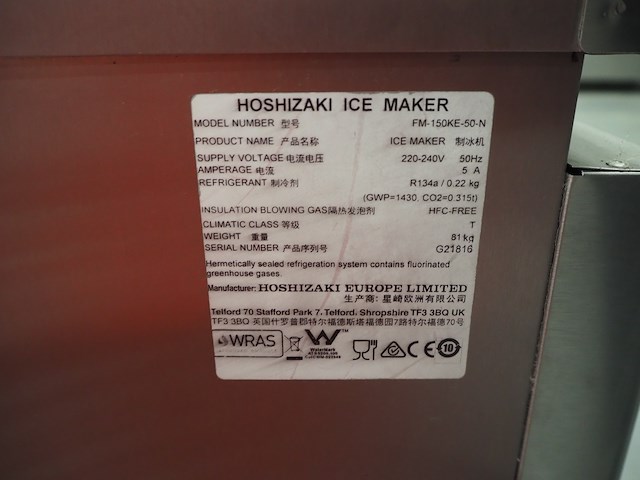 HOSHIZAKI ICE MAKER
MODEL NUMBER 型号 FM-150KE-50-N
PRODUCT NAME 产品名称 ICE MAKER 制冰机
SUPPLY VOLTAGE 电流电压 220-240V 50Hz
AMPERAGE 电流 5 A
REFRIGERANT 制冷剂 R134a / 0.22 kg
(GWP=1430. CO2=0.315t)
INSULATION BLOWING GAS隔热发泡剂 HFC-FREE
CLIMATIC CLASS 等级 T
WEIGHT 重量 81 kg
SERIAL NUMBER 产品序列号 G21816
Hermetically sealed refrigeration system contains fluorinated
greenhouse gases.
Manufacturer: HOSHIZAKI EUROPE LIMITED
生产商: 星崎欧洲有限公司
Telford 70 Stafford Park 7. Telford. Shropshire TF3 3BQ UK
TF3 3BQ 英国什罗普郡特尔福德斯塔福德园7路特尔福德70号
WRAS WaterMark CE 10